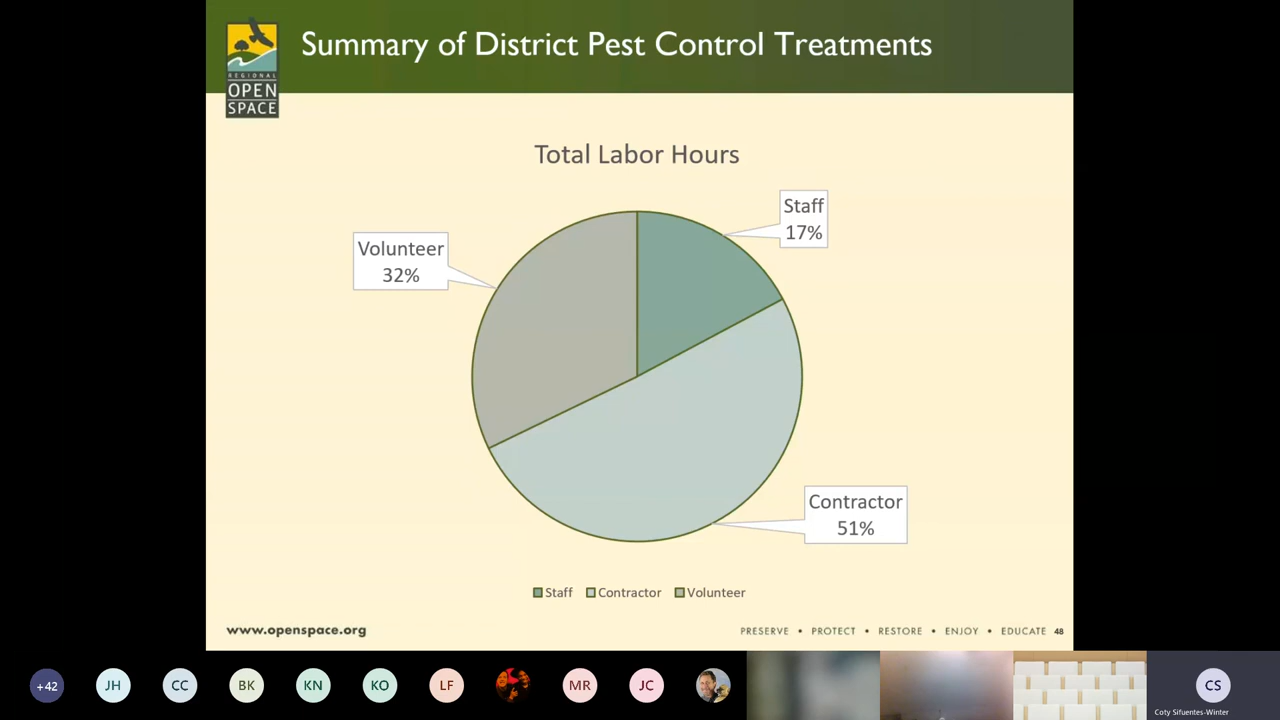 Summary of District Pest Control Treatments
REGIONAL
OPEN
SPACE
Total Labor Hours
Staff
17%
Volunteer
32%
Contractor
51%
Staff Contractor Volunteer
www.openspace.org
PRESERVE • PROTECT • RESTORE • ENJOY • EDUCATE 48
+42 JH CC BK KN KO LF MR JC CS
Coty Sifuentes-Winter